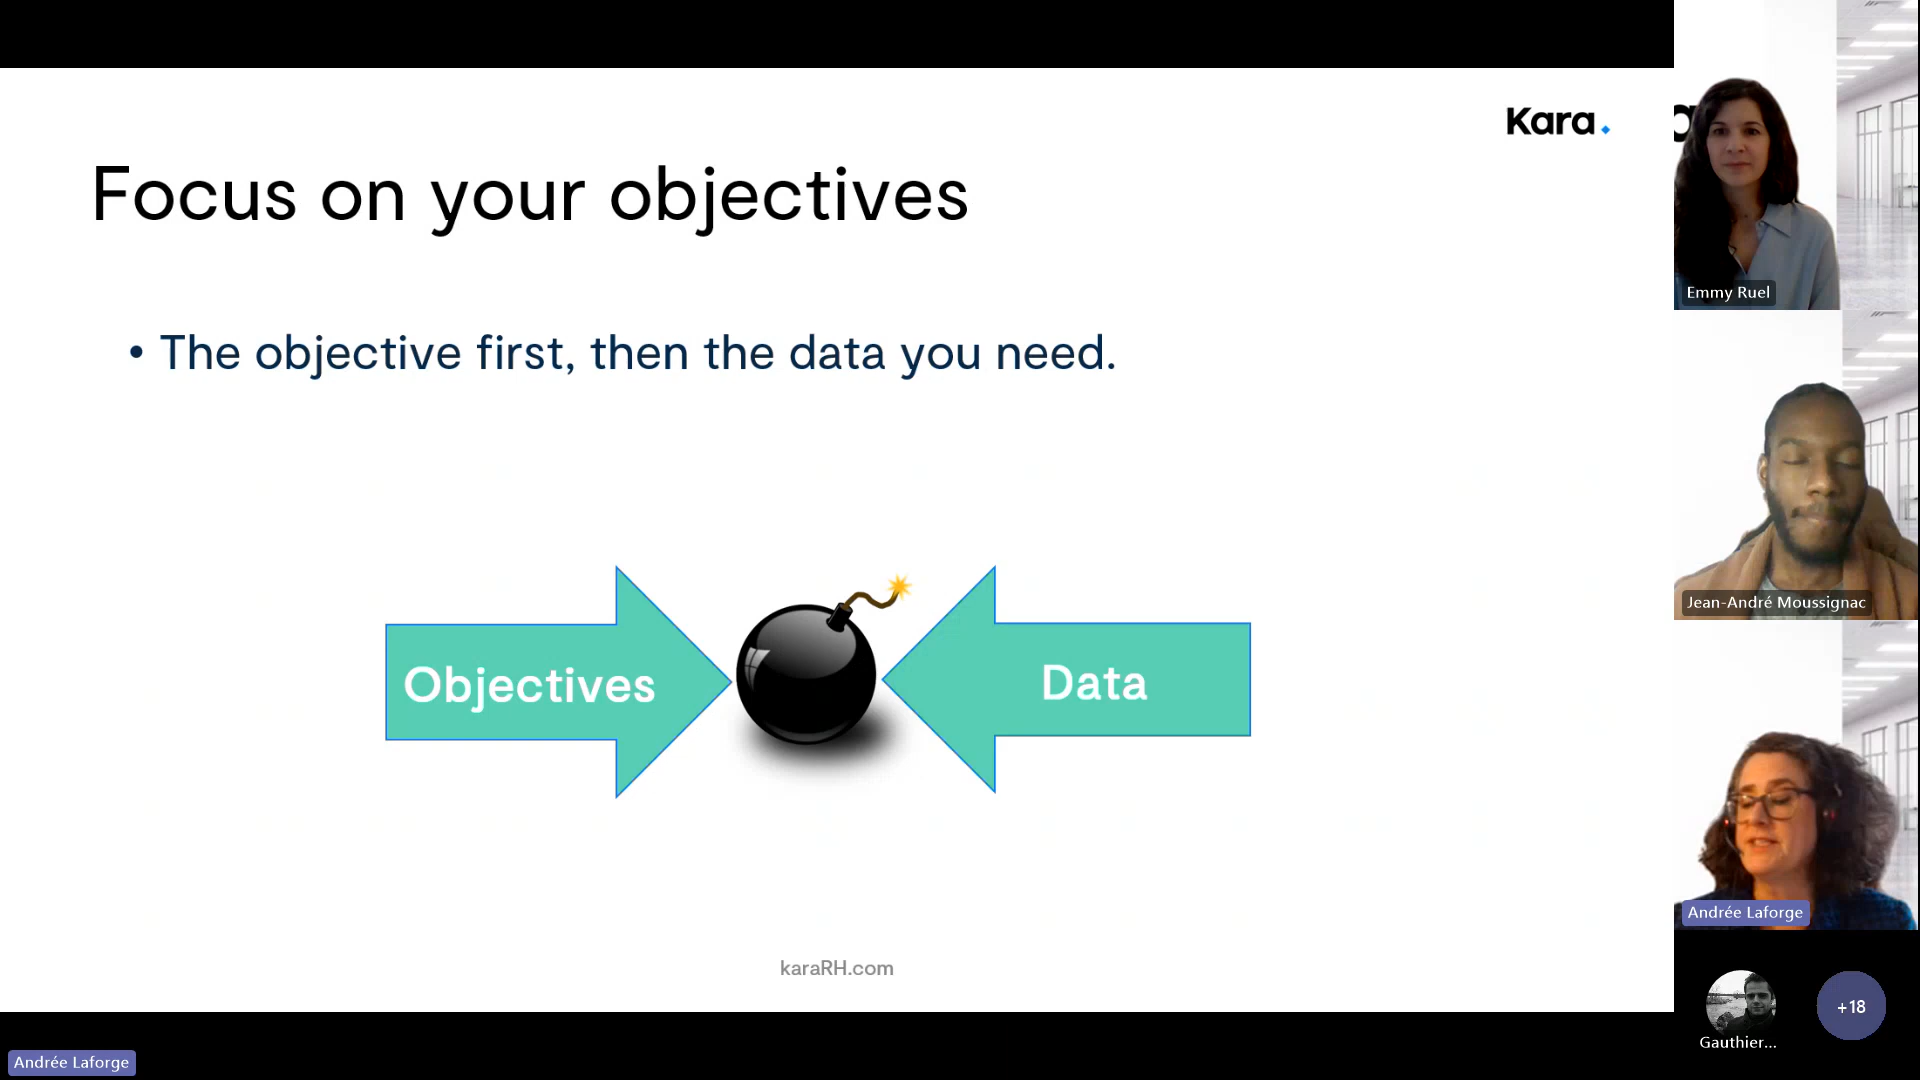 Kara.
Focus on your objectives
• The objective first, then the data you need.
Objectives
Data
karaRH.com
Emmy Ruel
Jean-André Moussignac
Andrée Laforge
Gauthier...
+18
Andrée Laforge